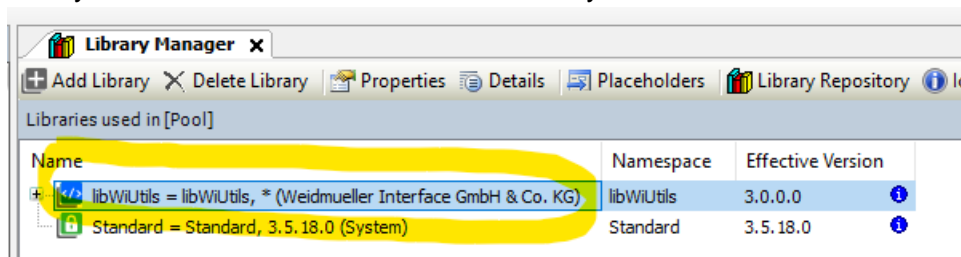 Library Manager
Add Library Delete Library Properties Details Placeholders Library Repository
Libraries used in [Pool]
Name Namespace Effective Version
libWiUtils = libWiUtils, * (Weidmueller Interface GmbH & Co. KG) libWiUtils 3.0.0.0
Standard = Standard, 3.5.18.0 (System) Standard 3.5.18.0